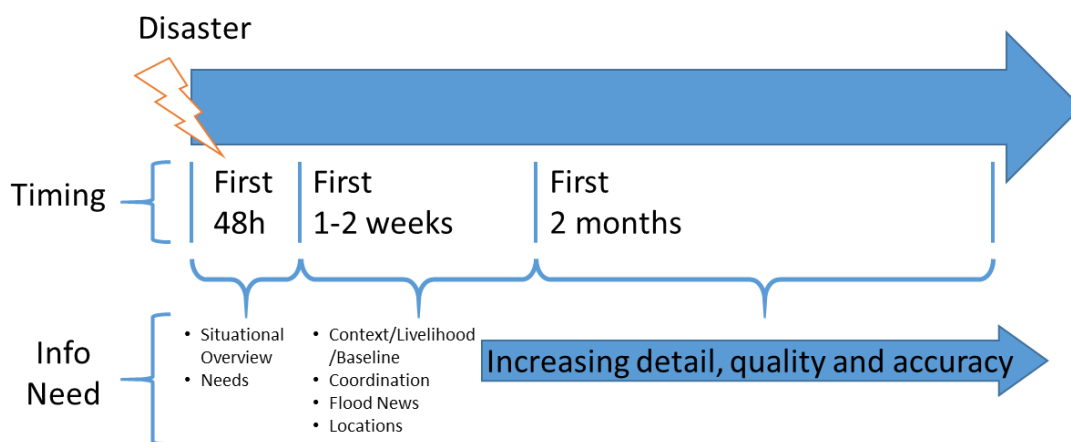 Disaster
Timing
First
48h
First
1-2 weeks
First
2 months
Info
Need
• Situational
Overview
• Needs
• Context/Livelihood
/Baseline
• Coordination
• Flood News
• Locations
Increasing detail, quality and accuracy